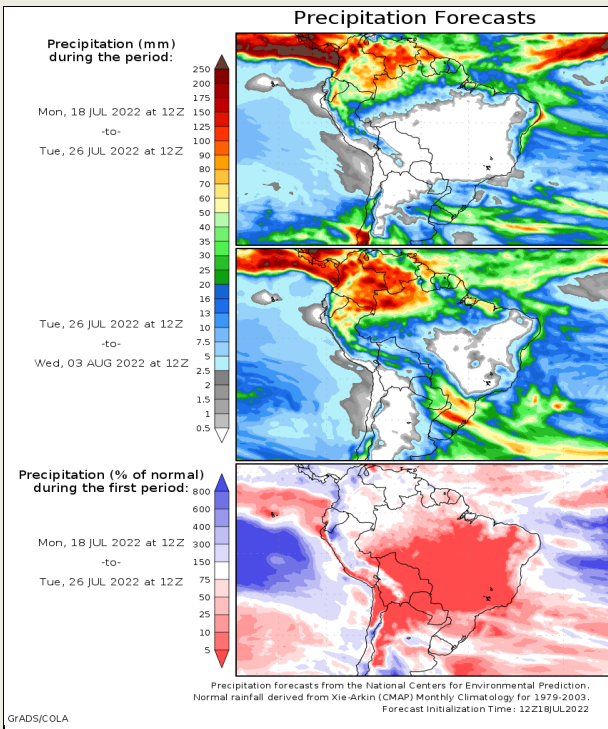 Precipitation Forecasts
Precipitation (mm)
during the period:
Mon, 18 JUL 2022 at 12Z
-to-
Tue, 26 JUL 2022 at 12Z
250
200
175
150
125
100
90
80
70
60
50
40
35
30
25
20
16
13
10
7.5
5
2.5
2
1.5
1
0.5
Tue, 26 JUL 2022 at 12Z
-to-
Wed, 03 AUG 2022 at 12Z
Precipitation (% of normal)
during the first period:
Mon, 18 JUL 2022 at 12Z
-to-
Tue, 26 JUL 2022 at 12Z
800
600
400
300
150
75
50
25
10
5
Precipitation forecasts from the National Centers for Environmental Prediction.
Normal rainfall derived from Xie-Arkin (CMAP) Monthly Climatology for 1979-2003.
Forecast Initialization Time: 12Z18JUL2022
GrADS/COLA